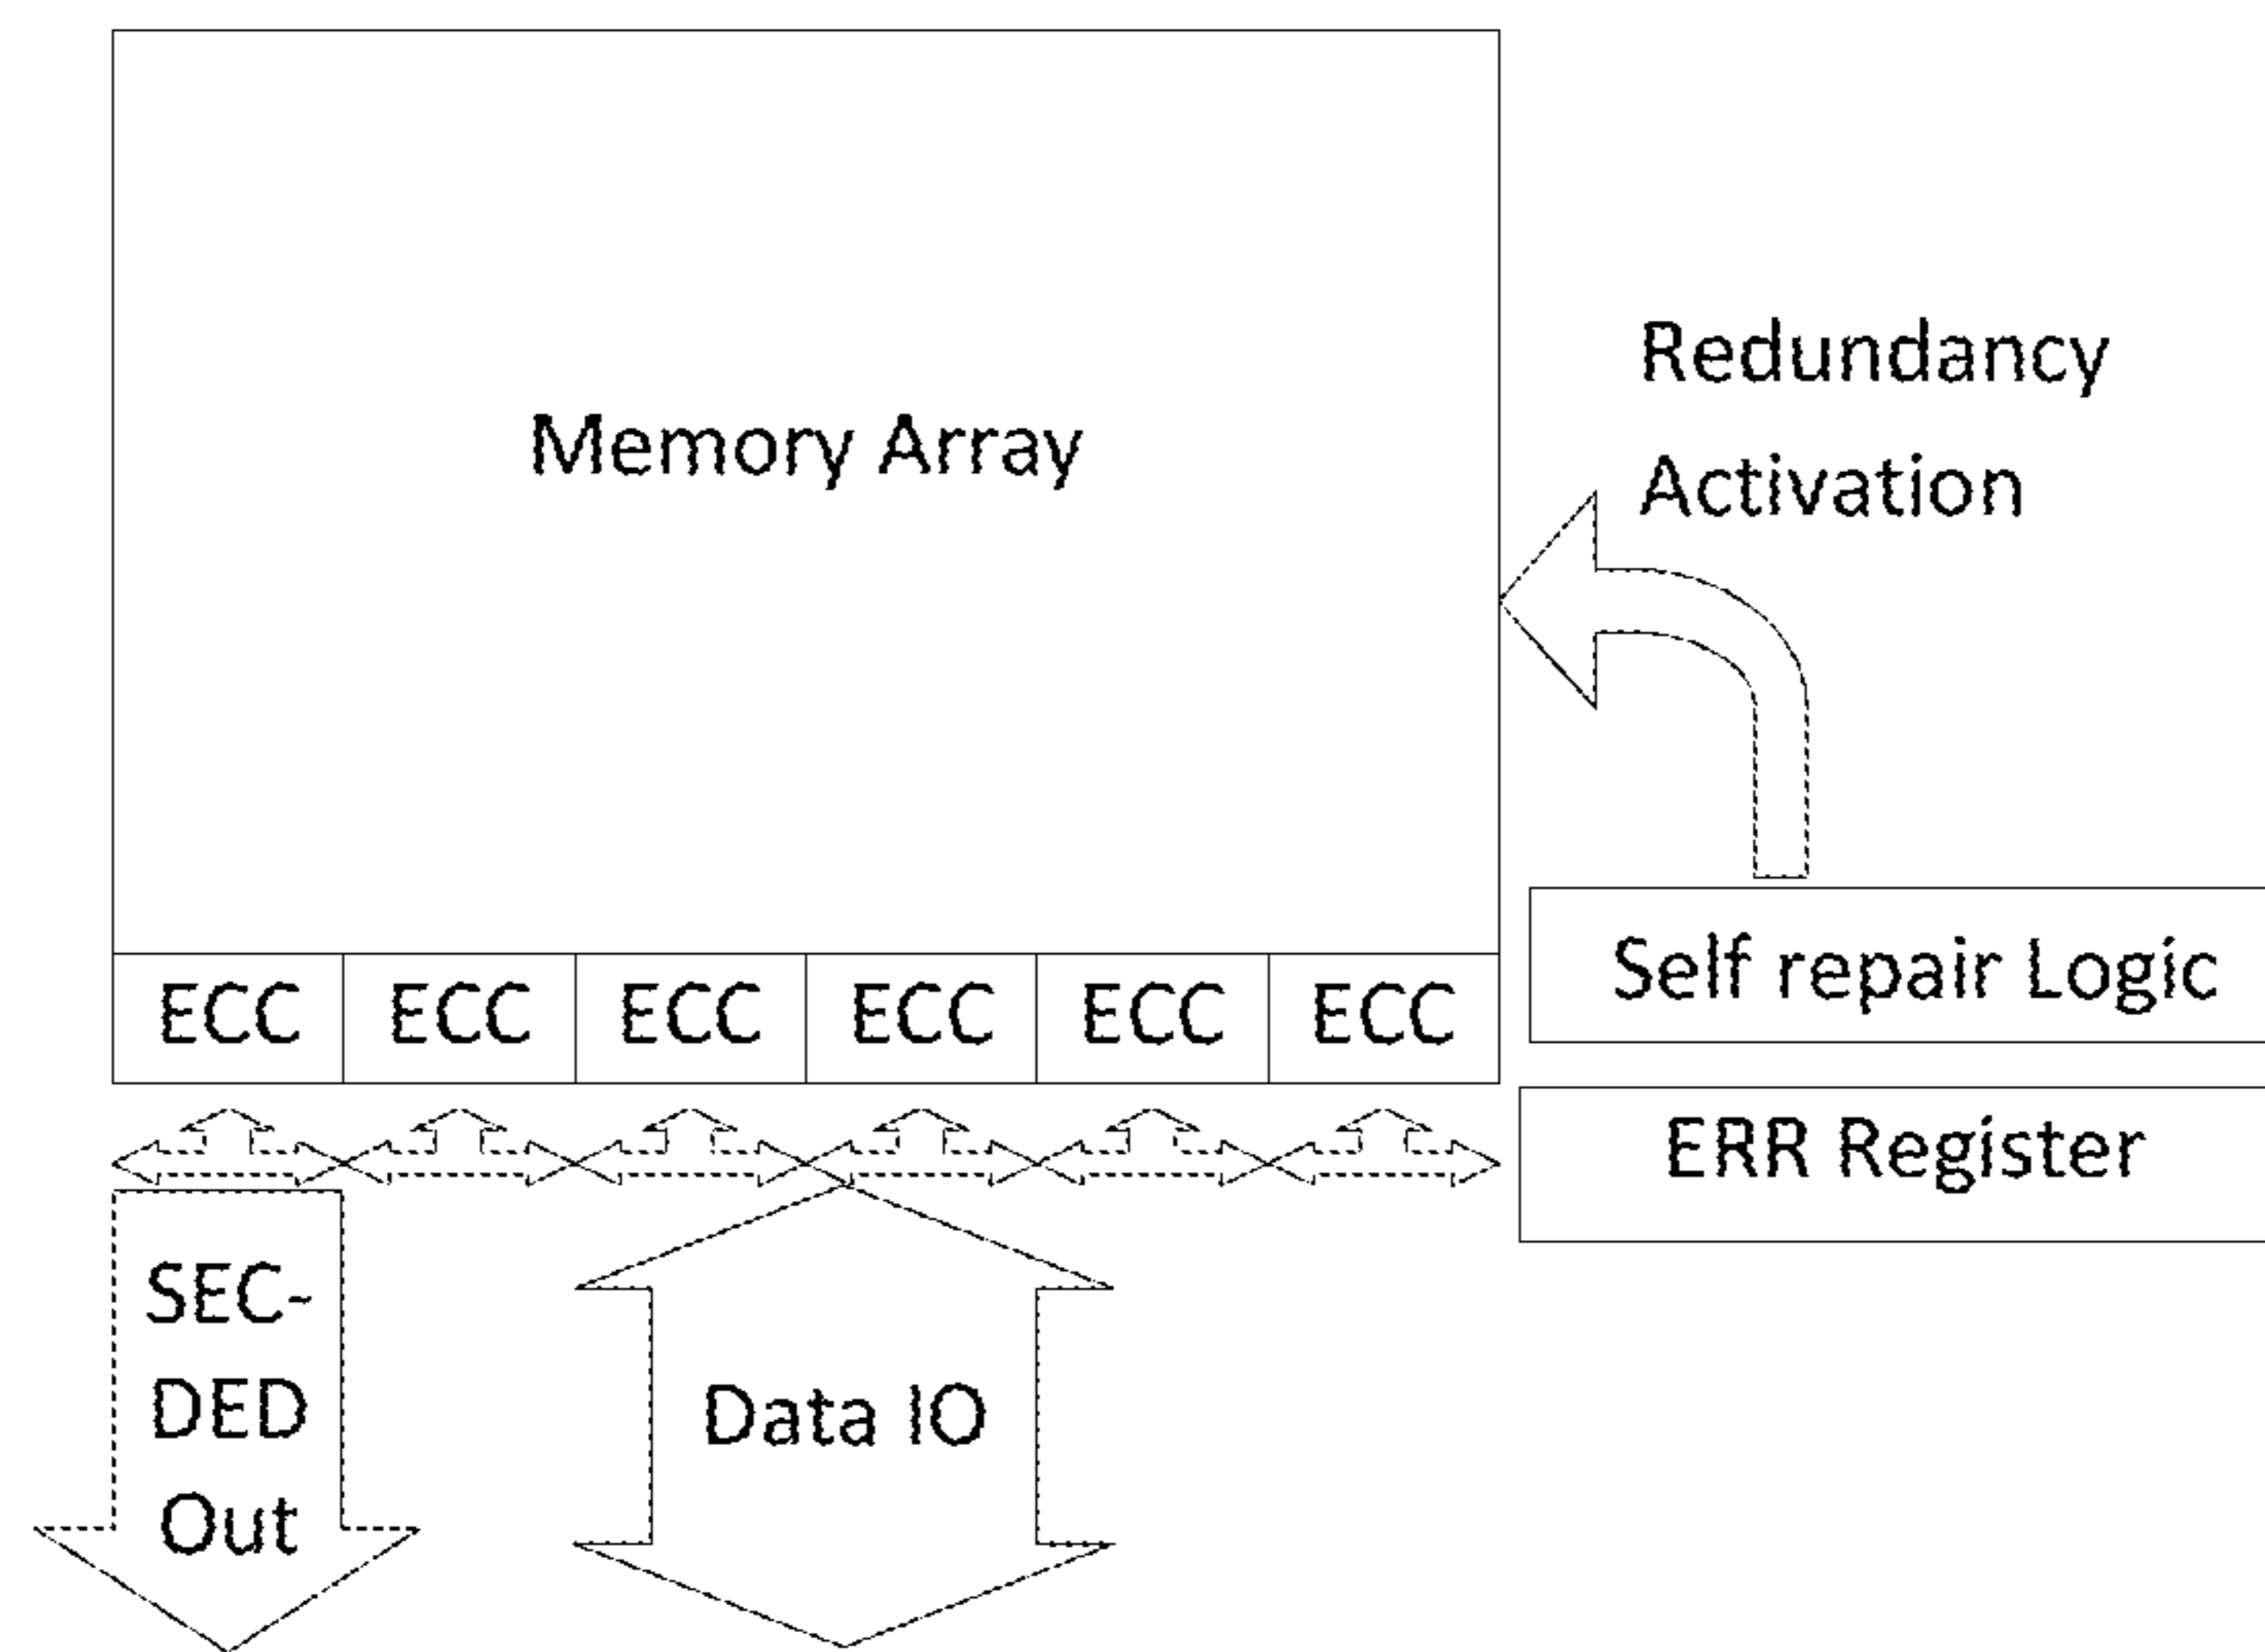 Memory Array
Redundancy
Activation
ECC ECC ECC ECC ECC ECC
Self repair Logic
ERR Register
SEC-
DED
Out
Data IO